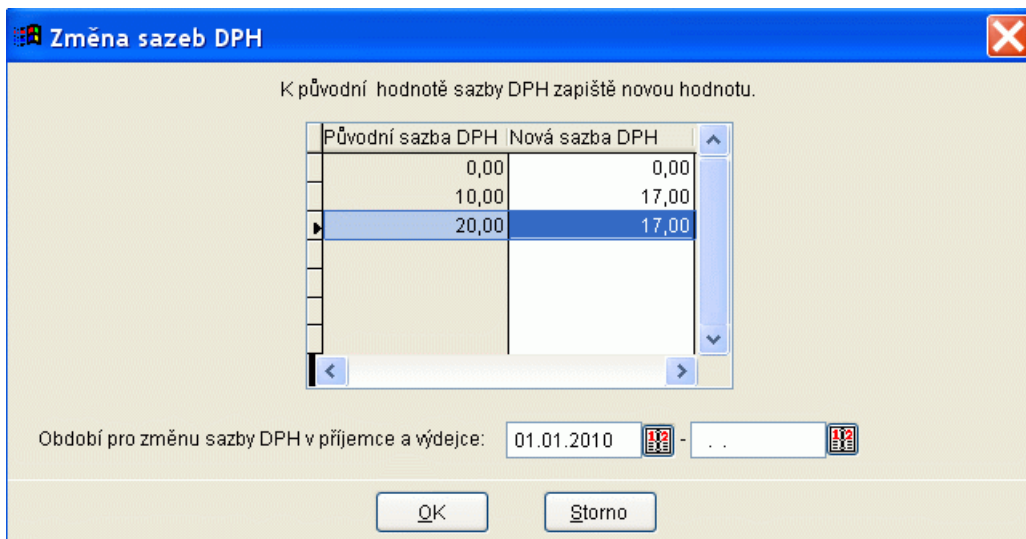 Změna sazeb DPH
K původní hodnotě sazby DPH zapiště novou hodnotu.
Původní sazba DPH Nová sazba DPH
0,00 0,00
10,00 17,00
20,00 17,00
Období pro změnu sazby DPH v příjemce a výdejce: 01.01.2010 - . .
OK Storno